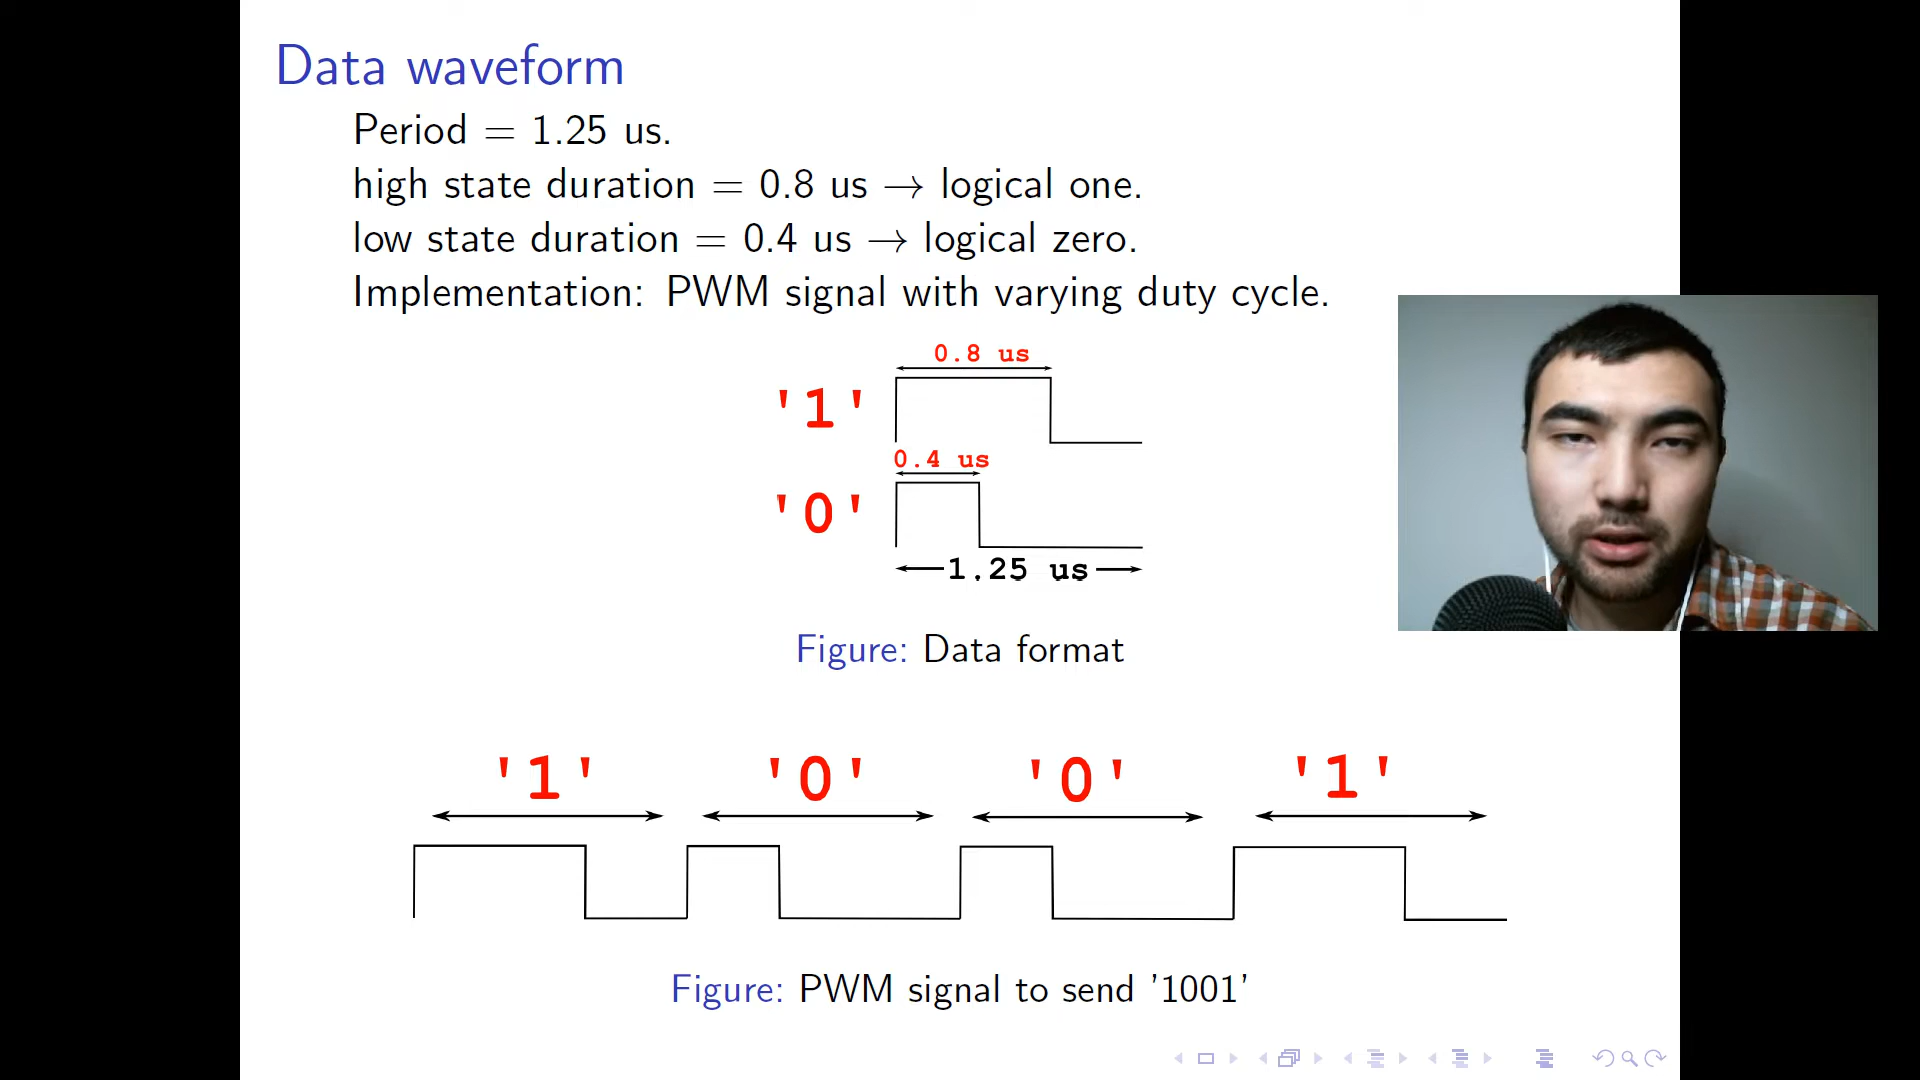 Data waveform
Period = 1.25 us.
high state duration = 0.8 us → logical one.
low state duration = 0.4 us → logical zero.
Implementation: PWM signal with varying duty cycle.
0.8 us
'1'
0.4 us
'0'
1.25 us
Figure: Data format
'1' '0' '0' '1'
Figure: PWM signal to send '1001'